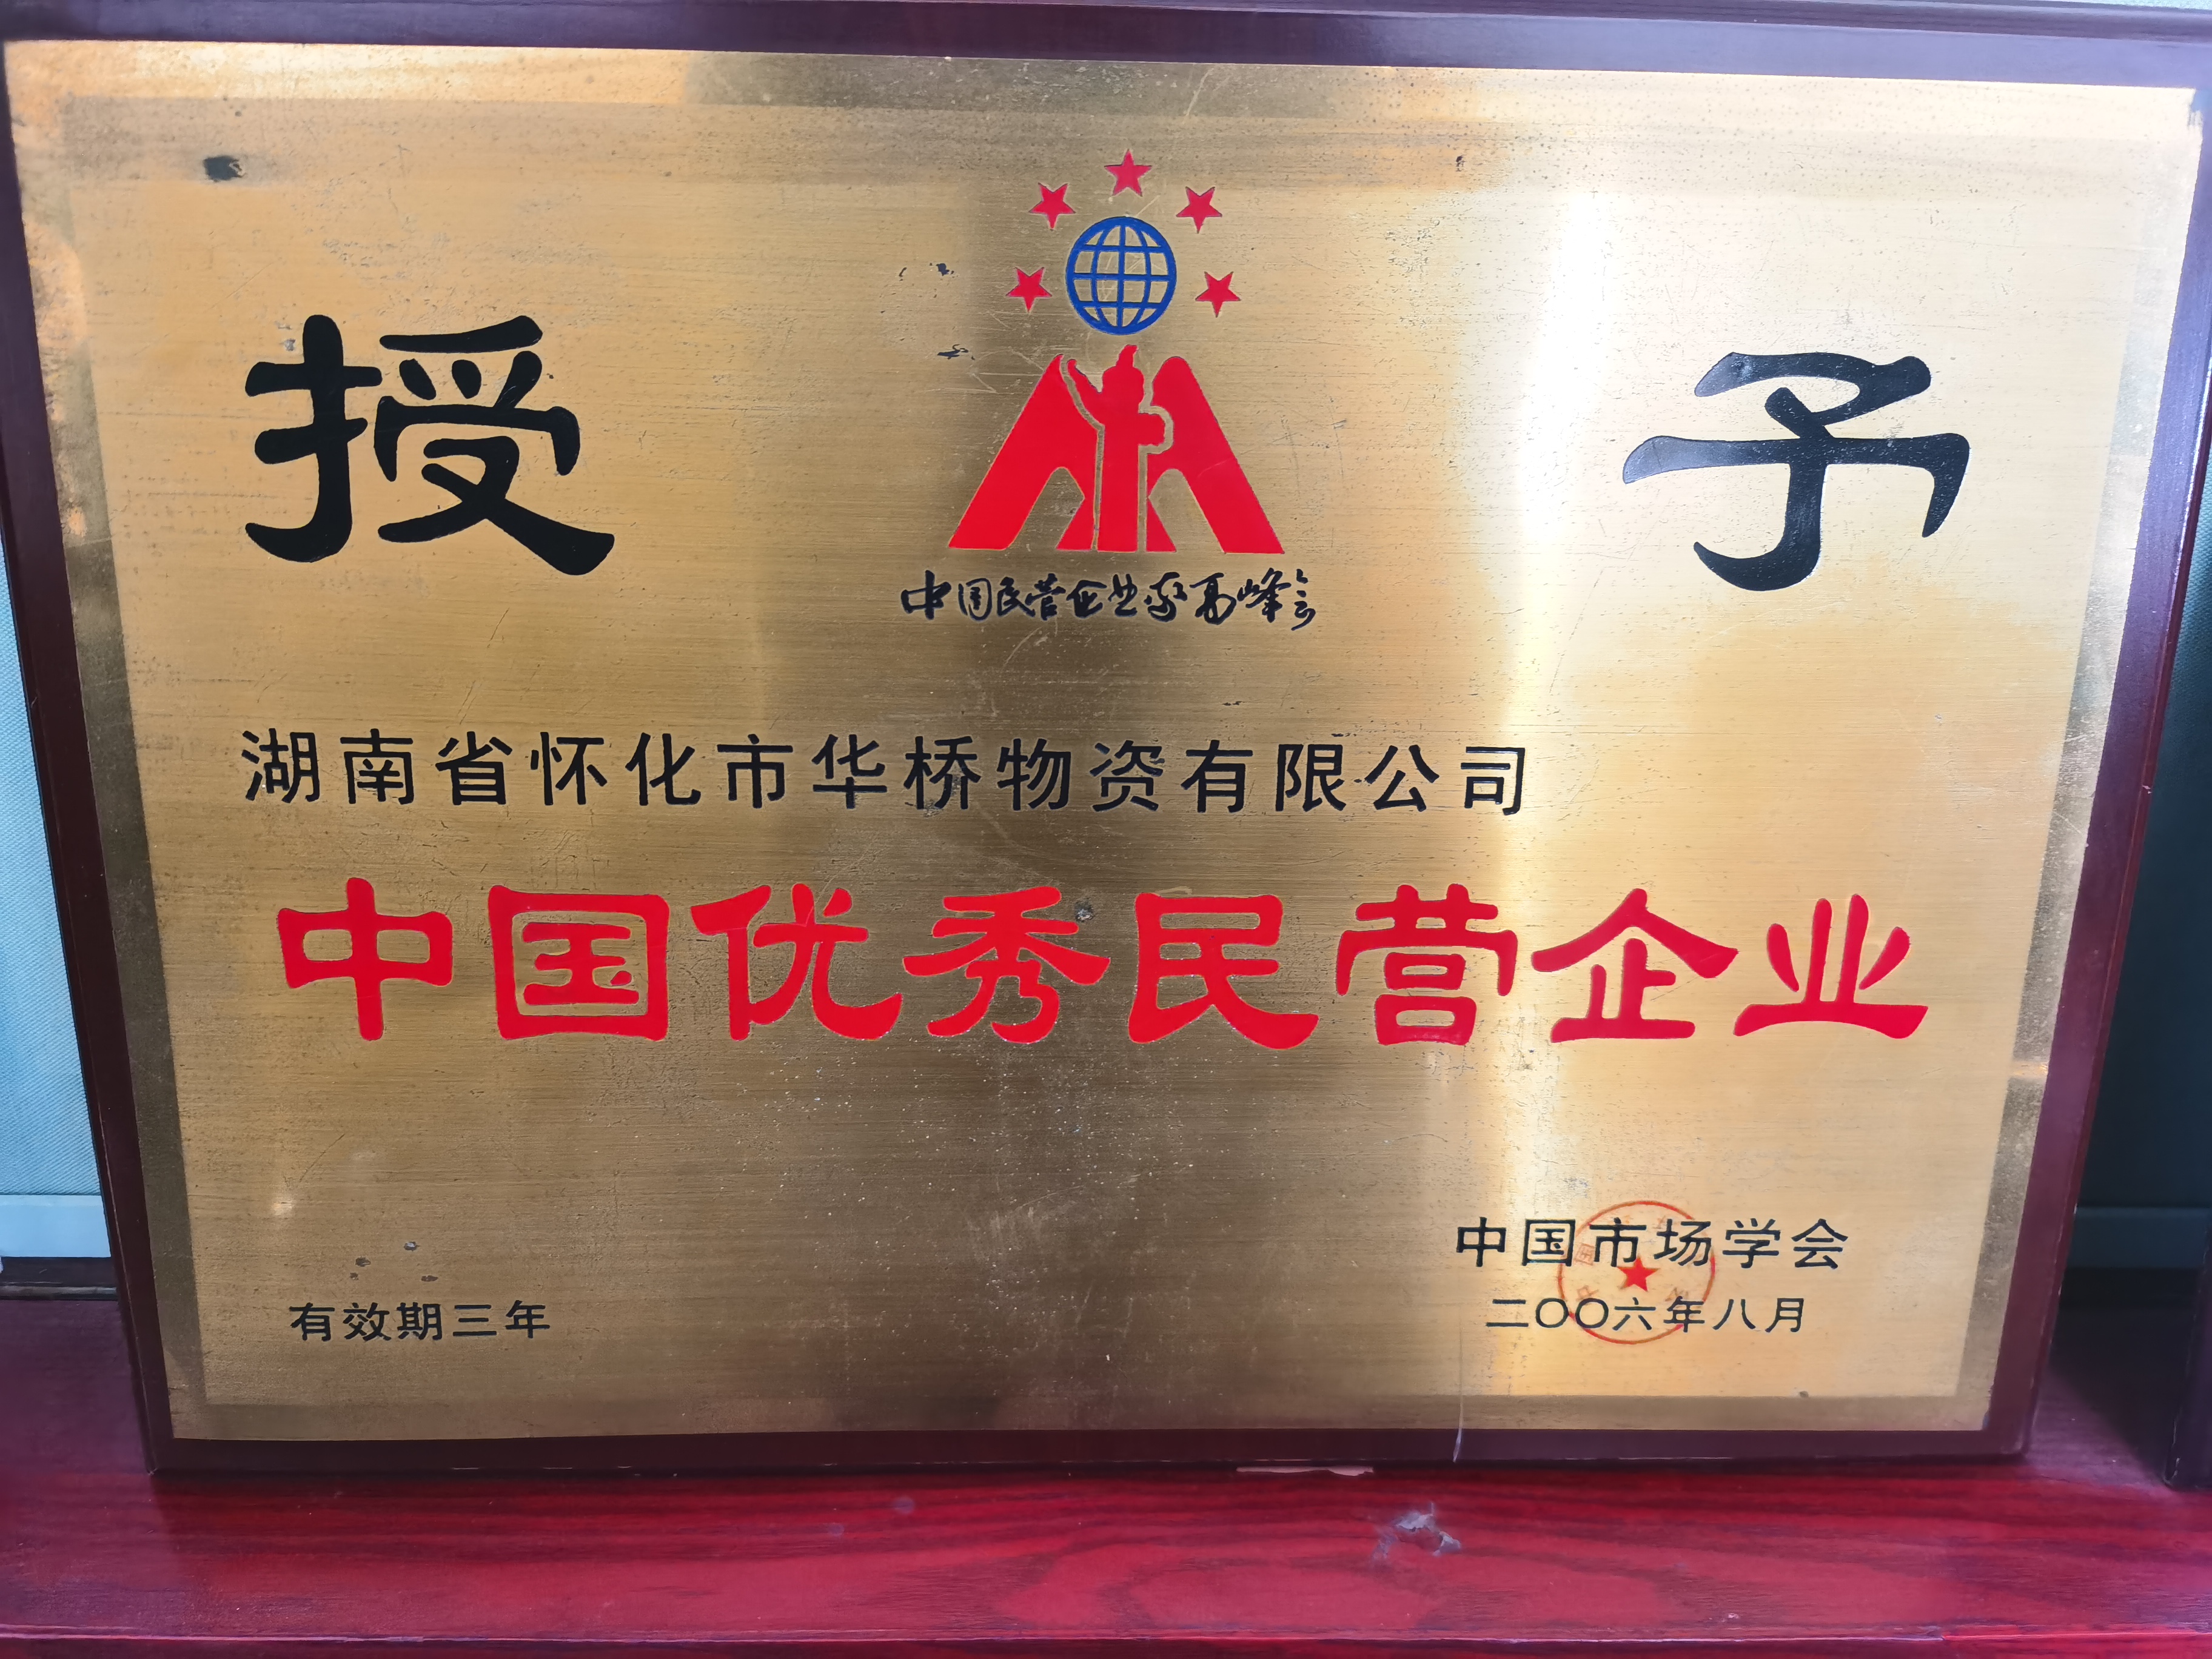 授予
中国民营企业家高峰会
湖南省怀化市华桥物资有限公司
中国优秀民营企业
中国市场学会
有效期三年
二〇〇六年八月